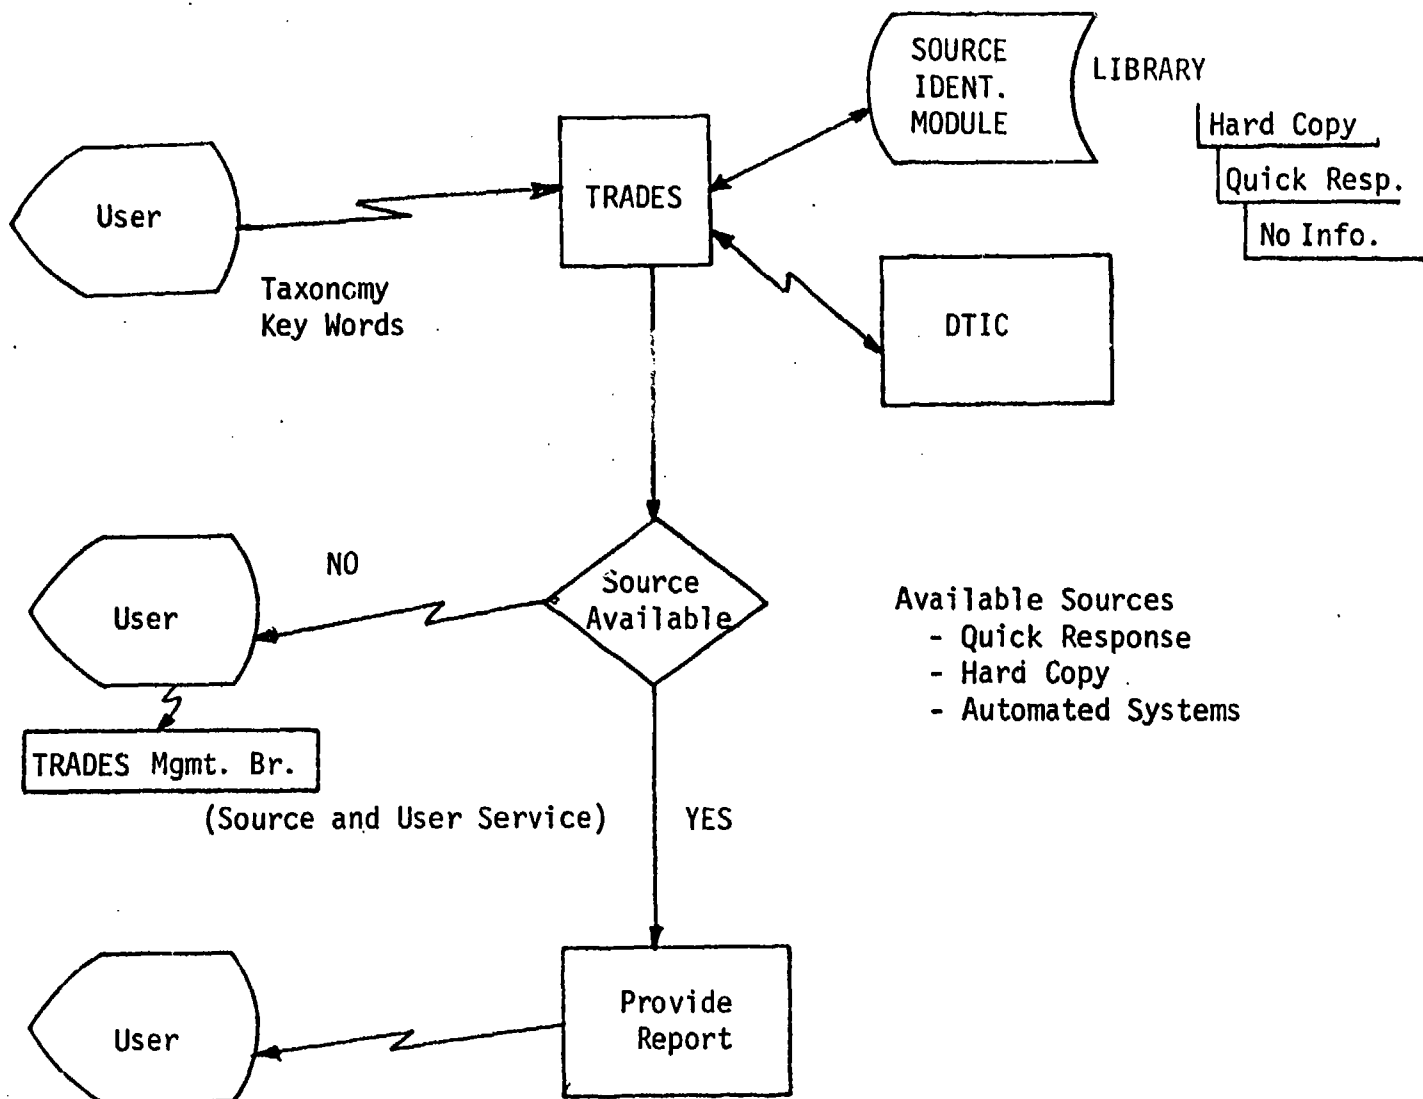 SOURCE
IDENT.
MODULE
LIBRARY
Hard Copy
Quick Resp.
No Info.
User
TRADES
Taxonomy
Key Words
DTIC
NO
Source
Available
User
Available Sources
- Quick Response
- Hard Copy
- Automated Systems
TRADES Mgmt. Br.
(Source and User Service)
YES
Provide
Report
User